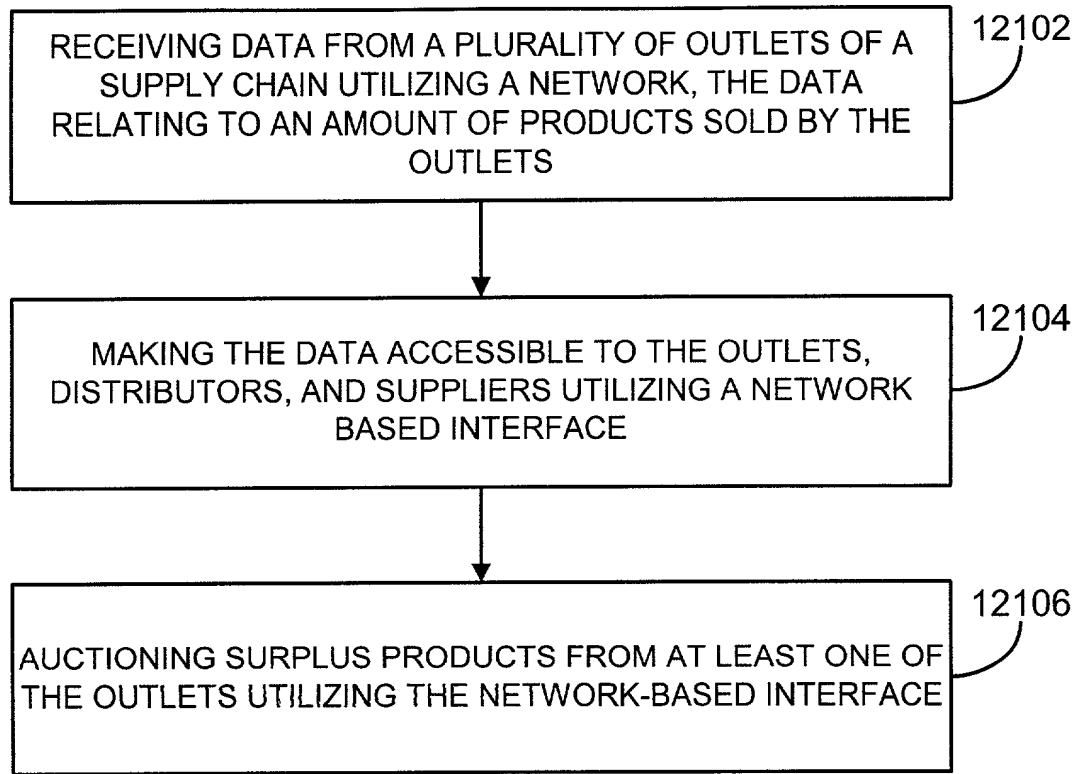 RECEIVING DATA FROM A PLURALITY OF OUTLETS OF A
SUPPLY CHAIN UTILIZING A NETWORK, THE DATA
RELATING TO AN AMOUNT OF PRODUCTS SOLD BY THE
OUTLETS
12102
MAKING THE DATA ACCESSIBLE TO THE OUTLETS,
DISTRIBUTORS, AND SUPPLIERS UTILIZING A NETWORK
BASED INTERFACE
12104
AUCTIONING SURPLUS PRODUCTS FROM AT LEAST ONE OF
THE OUTLETS UTILIZING THE NETWORK-BASED INTERFACE
12106